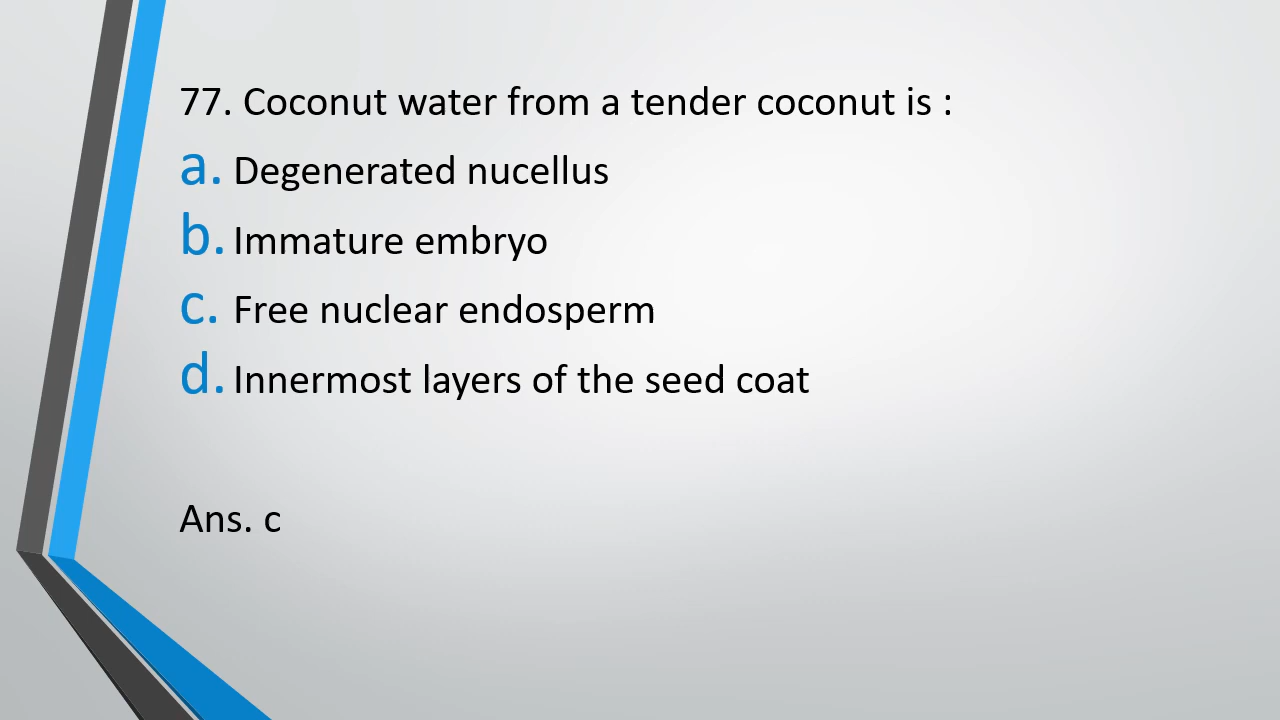 77. Coconut water from a tender coconut is :
a. Degenerated nucellus
b. Immature embryo
c. Free nuclear endosperm
d. Innermost layers of the seed coat
Ans. c